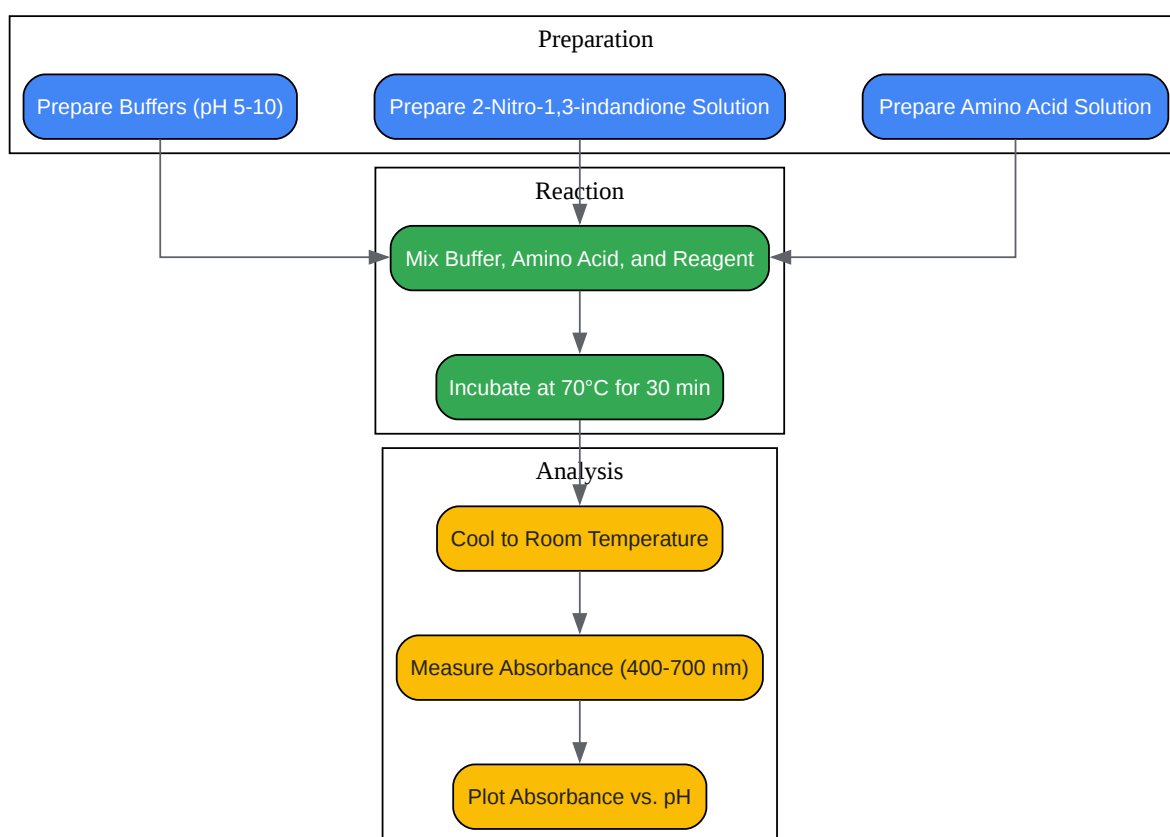 Preparation
Prepare Buffers (pH 5-10)
Prepare 2-Nitro-1,3-indandione Solution
Prepare Amino Acid Solution
Reaction
Mix Buffer, Amino Acid, and Reagent
Incubate at 70°C for 30 min
Analysis
Cool to Room Temperature
Measure Absorbance (400-700 nm)
Plot Absorbance vs. pH